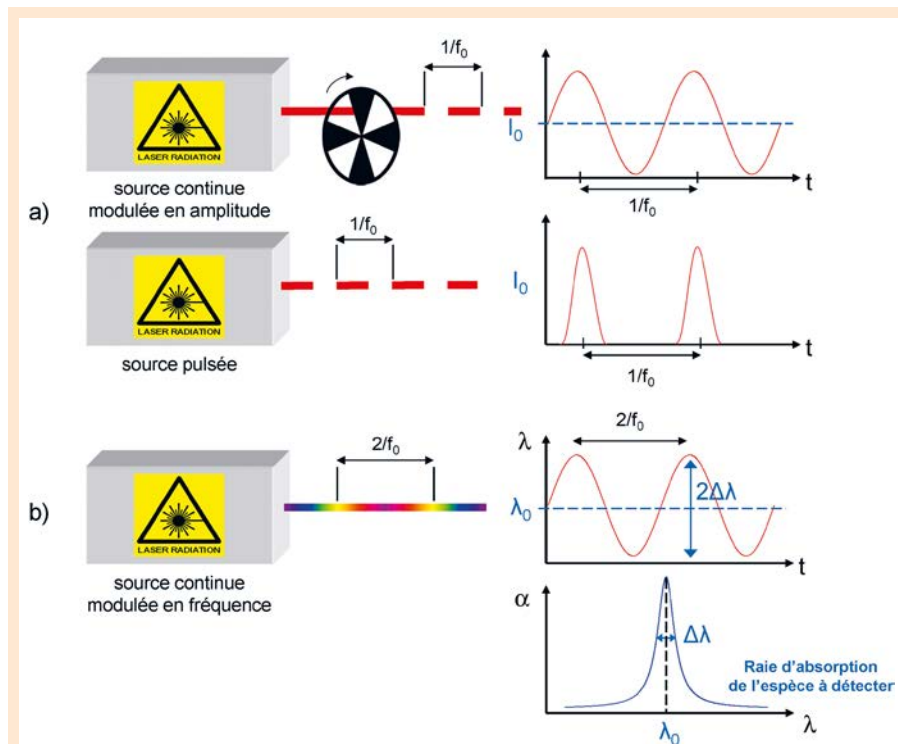 a)
LASER RADIATION
source continue
modulée en amplitude
1/f₀
I₀
t
1/f₀
LASER RADIATION
source pulsée
1/f₀
I₀
t
1/f₀
b)
LASER RADIATION
source continue
modulée en fréquence
2/f₀
λ
2/f₀
λ₀
2Δλ
t
α
Δλ
Raie d'absorption
de l'espèce à détecter
λ₀
λ